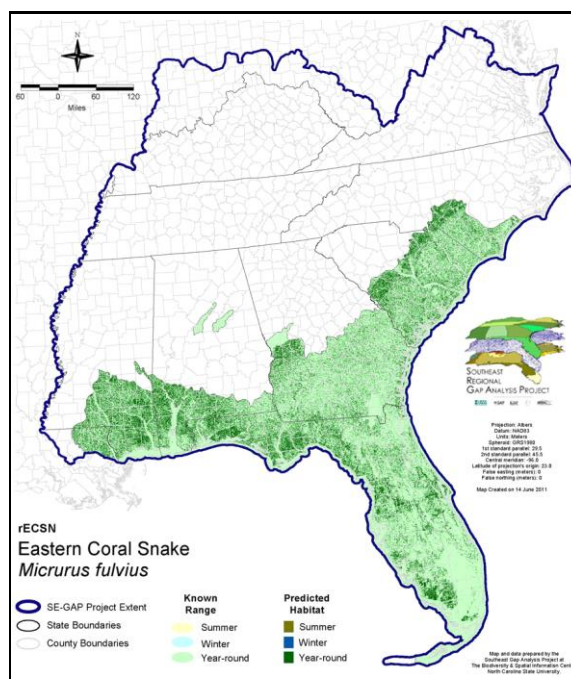 N
60 0 60 120
Miles
SOUTHEAST
REGIONAL
GAP ANALYSIS PROJECT
Projection: Albers
Datum: NAD83
Units: Meters
Spheroid: GRS1980
1st standard parallel: 29.5
2nd standard parallel: 45.5
Central meridian: -96.0
Latitude of projection's origin: 23.0
False easting (meters): 0
False northing (meters): 0
Map Created on 14 June 2011
rECSN
Eastern Coral Snake
Micrurus fulvius
SE-GAP Project Extent
State Boundaries
County Boundaries
Known
Range
Summer
Winter
Year-round
Predicted
Habitat
Summer
Winter
Year-round
Map and data prepared by the
Southeast Gap Analysis Project at
The Biodiversity & Spatial Information Cent
North Carolina State University.